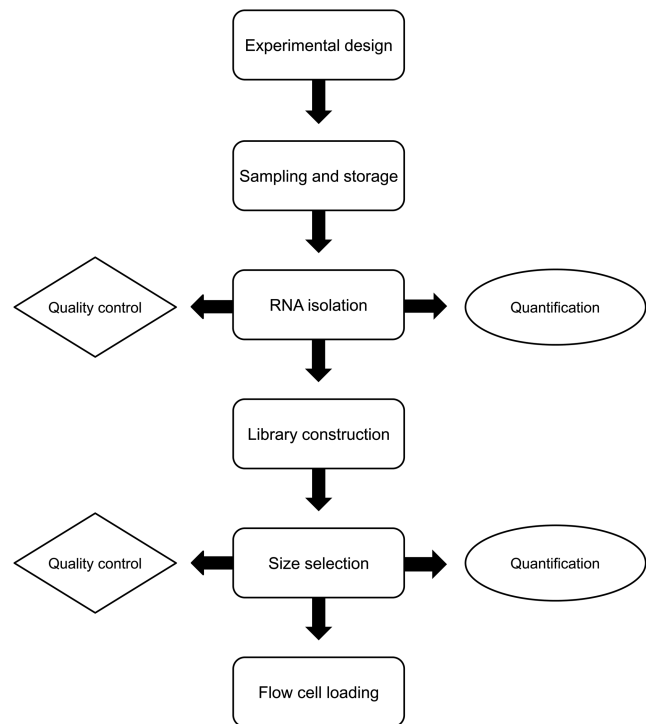 Experimental design
Sampling and storage
Quality control
RNA isolation
Quantification
Library construction
Quality control
Size selection
Quantification
Flow cell loading